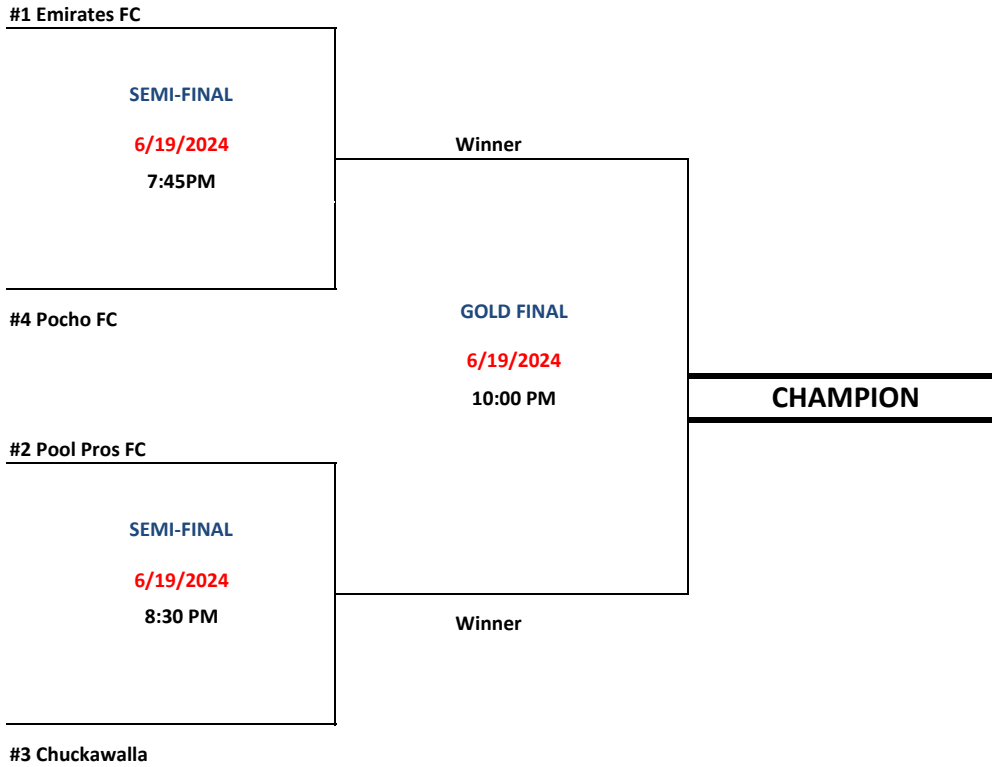 #1 Emirates FC
SEMI-FINAL
6/19/2024
7:45PM
Winner
#4 Pocho FC
GOLD FINAL
6/19/2024
10:00 PM
CHAMPION
#2 Pool Pros FC
SEMI-FINAL
6/19/2024
8:30 PM
Winner
#3 Chuckawalla